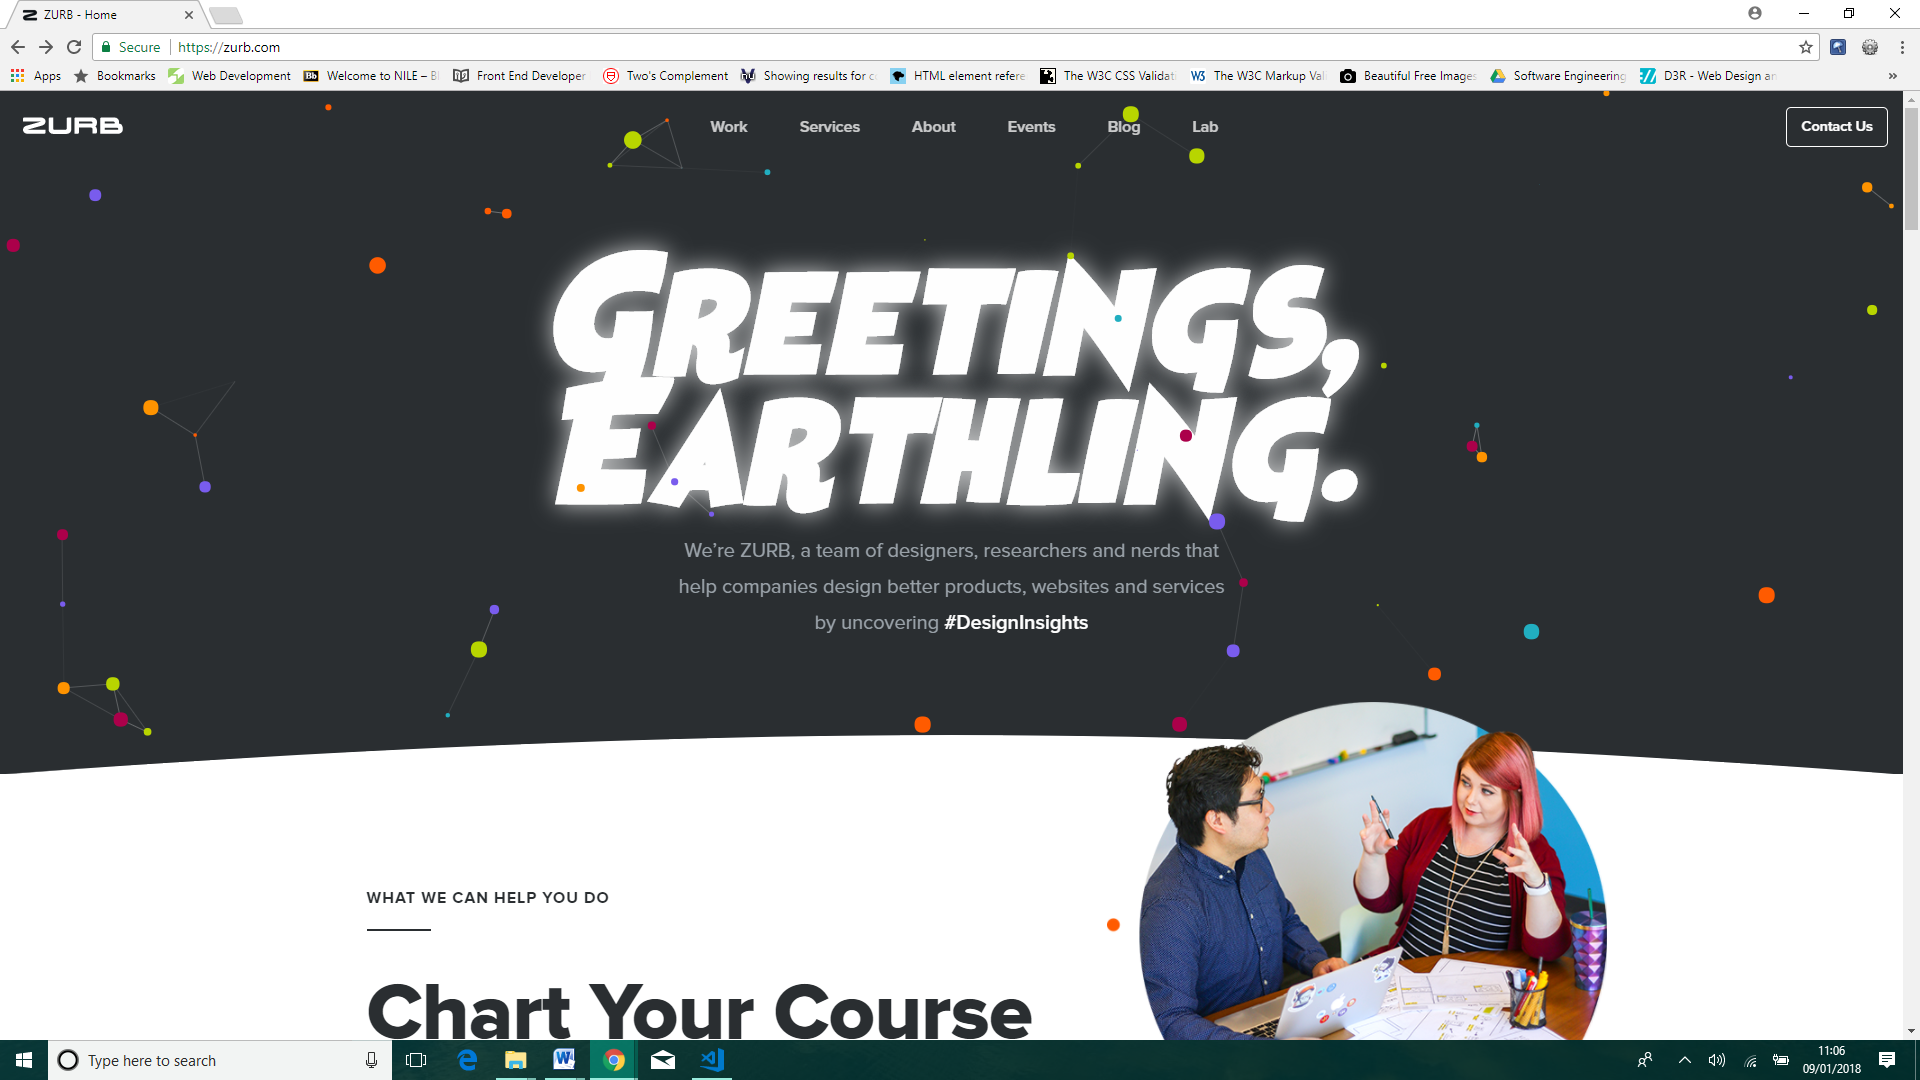 ZURB - Home
Secure
https://zurb.com
Apps
Bookmarks
Web Development
Bb
Welcome to NILE –
Front End Developer
Two's Complement
Showing results for
HTML element refere
The W3C CSS Validat
W3
The W3C Markup Val
Beautiful Free Images
Software Engineering
D3R - Web Design an
ZURB
Work
Services
About
Events
Blog
Lab
Contact Us
GREETINGS,
EARTHLING.
We’re ZURB, a team of designers, researchers and nerds that
help companies design better products, websites and services
by uncovering #DesignInsights
WHAT WE CAN HELP YOU DO
Chart Your Course
Type here to search
11:06
09/01/2018